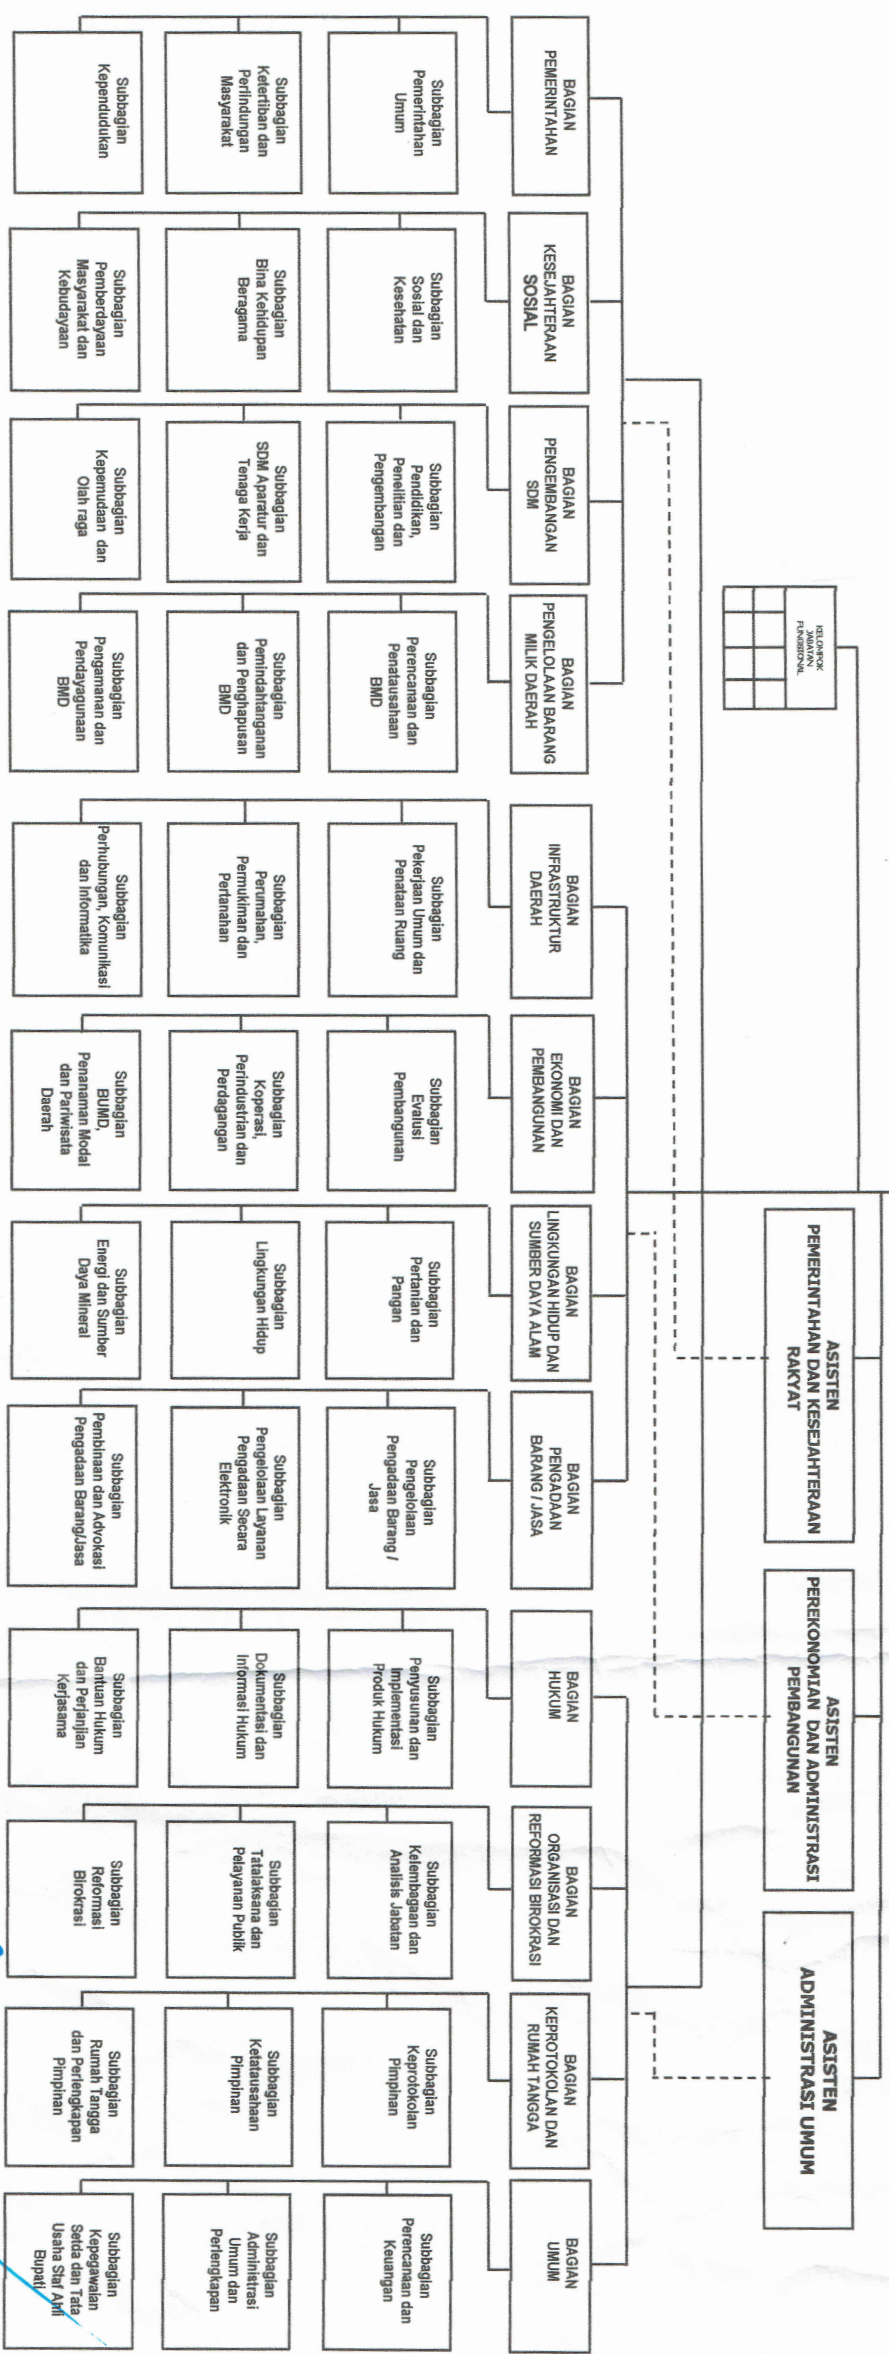 KELOMPOK
JABATAN
FUNGSIONAL
ASISTEN
PEMERINTAHAN DAN KESEJAHTERAAN
RAKYAT
ASISTEN
PEREKONOMIAN DAN ADMINISTRASI
PEMBANGUNAN
ASISTEN
ADMINISTRASI UMUM
BAGIAN
PEMERINTAHAN
Subbagian
Pemerintahan
Umum
Subbagian
Ketertiban dan
Perlindungan
Masyarakat
Subbagian
Kependudukan
BAGIAN
KESEJAHTERAAN
SOSIAL
Subbagian
Sosial dan
Kesehatan
Subbagian
Bina Kehidupan
Beragama
Subbagian
Pemberdayaan
Masyarakat dan
Kebudayaan
BAGIAN
PENGEMBANGAN
SDM
Subbagian
Pendidikan,
Penelitian dan
Pengembangan
Subbagian
SDM Aparatur dan
Tenaga Kerja
Subbagian
Kepemudaan dan
Olah raga
BAGIAN
PENGELOLAAN BARANG
MILIK DAERAH
Subbagian
Perencanaan dan
Penatausahaan
BMD
Subbagian
Pemindahtanganan
dan Penghapusan
BMD
Subbagian
Pengamanan dan
Pendayagunaan
BMD
BAGIAN
INFRASTRUKTUR
DAERAH
Subbagian
Pekerjaan Umum dan
Penataan Ruang
Subbagian
Perumahan,
Permukiman dan
Pertanahan
Subbagian
Perhubungan, Komunikasi
dan Informatika
BAGIAN
EKONOMI DAN
PEMBANGUNAN
Subbagian
Evalusi
Pembangunan
Subbagian
Koperasi,
Perindustrian dan
Perdagangan
Subbagian
BUMD,
Penanaman Modal
dan Pariwisata
Daerah
BAGIAN
LINGKUNGAN HIDUP DAN
SUMBER DAYA ALAM
Subbagian
Pertanian dan
Pangan
Subbagian
Lingkungan Hidup
Subbagian
Energi dan Sumber
Daya Mineral
BAGIAN
PENGADAAN
BARANG / JASA
Subbagian
Pengelolaan
Pengadaan Barang /
Jasa
Subbagian
Pengelolaan Layanan
Pengadaan Secara
Elektronik
Subbagian
Pembinaan dan Advokasi
Pengadaan Barang/Jasa
BAGIAN
HUKUM
Subbagian
Penyusunan dan
Implementasi
Produk Hukum
Subbagian
Dokumentasi dan
Informasi Hukum
Subbagian
Bantuan Hukum
dan Perjanjian
Kerjasama
BAGIAN
ORGANISASI DAN
REFORMASI BIROKRASI
Subbagian
Kelembagaan dan
Analisis Jabatan
Subbagian
Tatalaksana dan
Pelayanan Publik
Subbagian
Reformasi
Birokrasi
BAGIAN
KEPROTOKOLAN DAN
RUMAH TANGGA
Subbagian
Keprotokolan
Pimpinan
Subbagian
Ketatausahaan
Pimpinan
Subbagian
Rumah Tangga
dan Perlengkapan
Pimpinan
BAGIAN
UMUM
Subbagian
Perencanaan dan
Keuangan
Subbagian
Administrasi
Umum dan
Perlengkapan
Subbagian
Kepegawaian
Setda dan Tata
Usaha Staf Ahli
Bupati